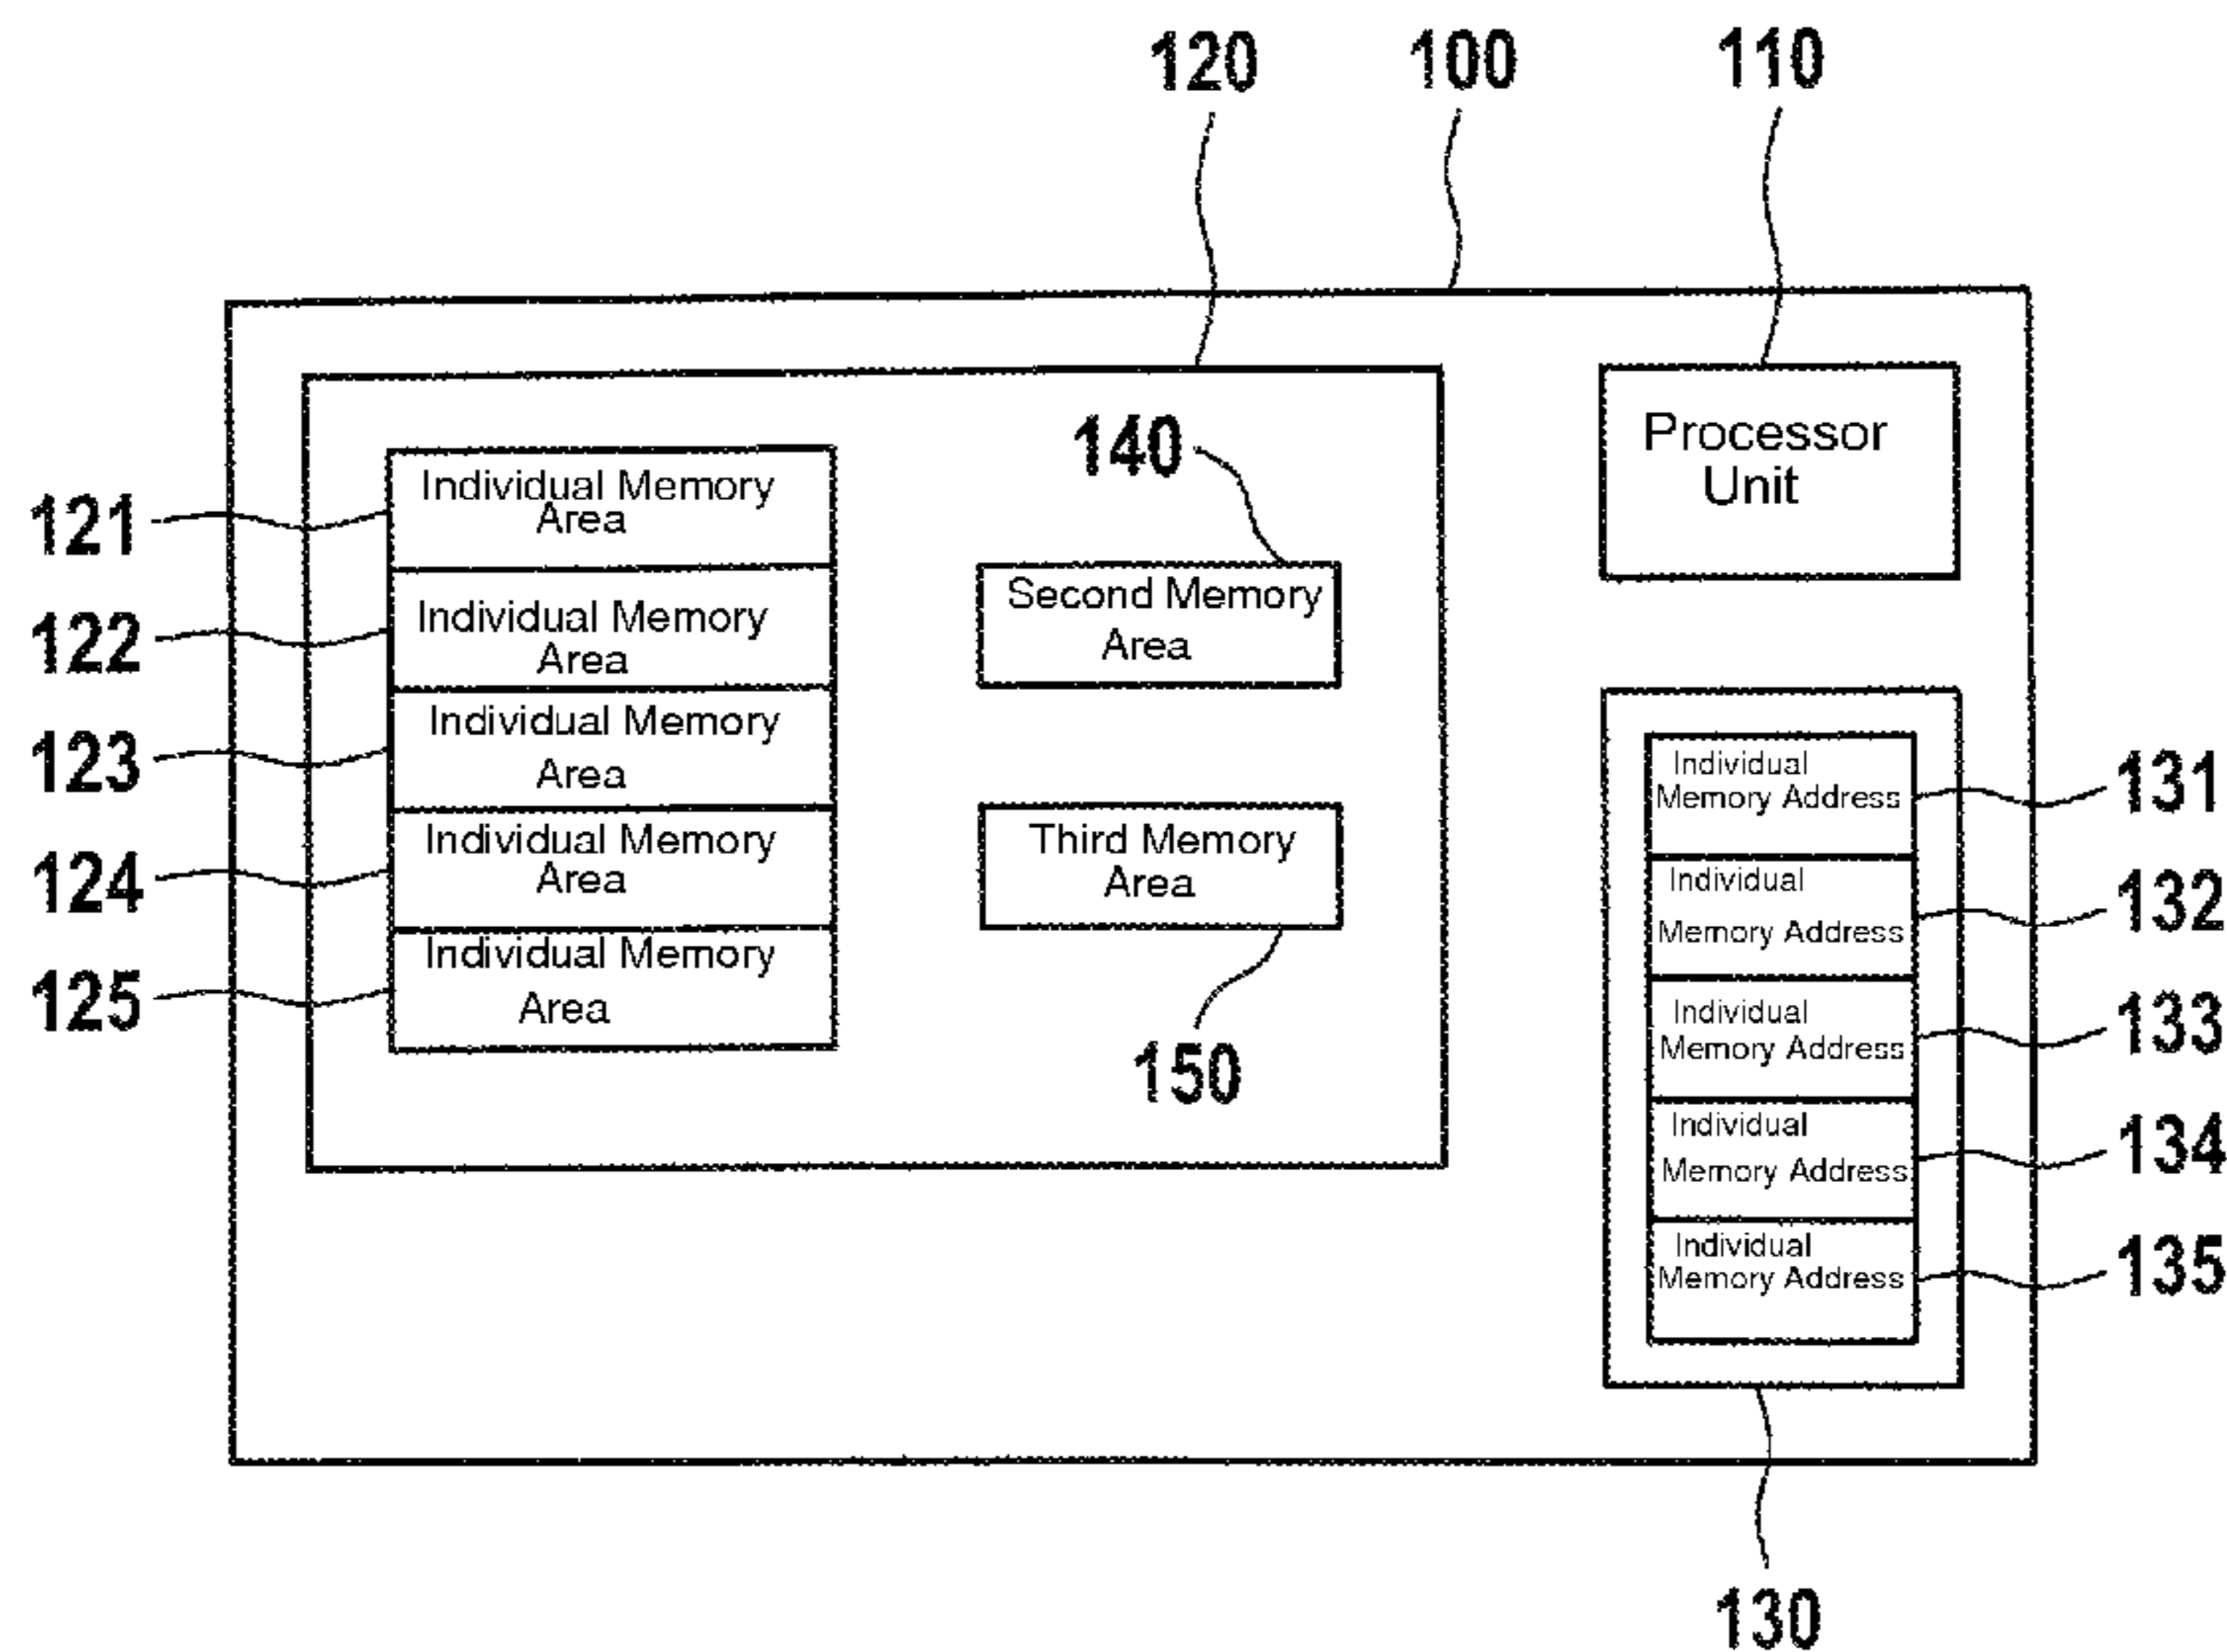 120
100
110
Processor
Unit
140
121
Individual Memory
Area
122
Individual Memory
Area
123
Individual Memory
Area
124
Individual Memory
Area
125
Individual Memory
Area
Second Memory
Area
Third Memory
Area
150
Individual
Memory Address
131
Individual
Memory Address
132
Individual
Memory Address
133
Individual
Memory Address
134
Individual
Memory Address
135
130